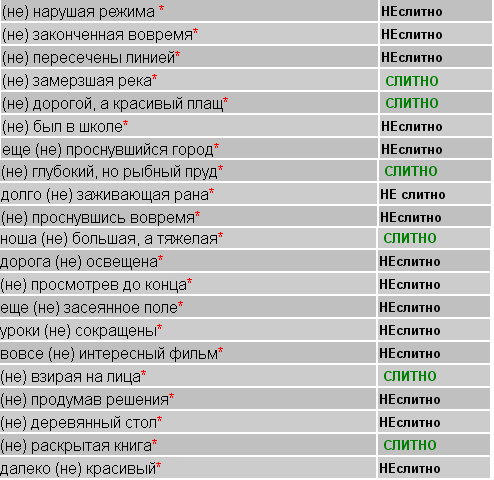 (не) нарушая режима * НЕслитно
(не) законченная вовремя* НЕслитно
(не) пересечены линией* НЕслитно
(не) замерзшая река* СЛИТНО
(не) дорогой, а красивый плащ* СЛИТНО
(не) был в школе* НЕслитно
еще (не) проснувшийся город* НЕслитно
(не) глубокий, но рыбный пруд* СЛИТНО
долго (не) заживающая рана* НЕ слитно
(не) проснувшись вовремя* НЕслитно
ноша (не) большая, а тяжелая* СЛИТНО
дорога (не) освещена* НЕслитно
(не) просмотрев до конца* НЕслитно
еще (не) засеянное поле* НЕслитно
уроки (не) сокращены* НЕслитно
вовсе (не) интересный фильм* НЕслитно
(не) взирая на лица* СЛИТНО
(не) продумав решения* НЕслитно
(не) деревянный стол* НЕслитно
(не) раскрытая книга* СЛИТНО
далеко (не) красивый* НЕслитно